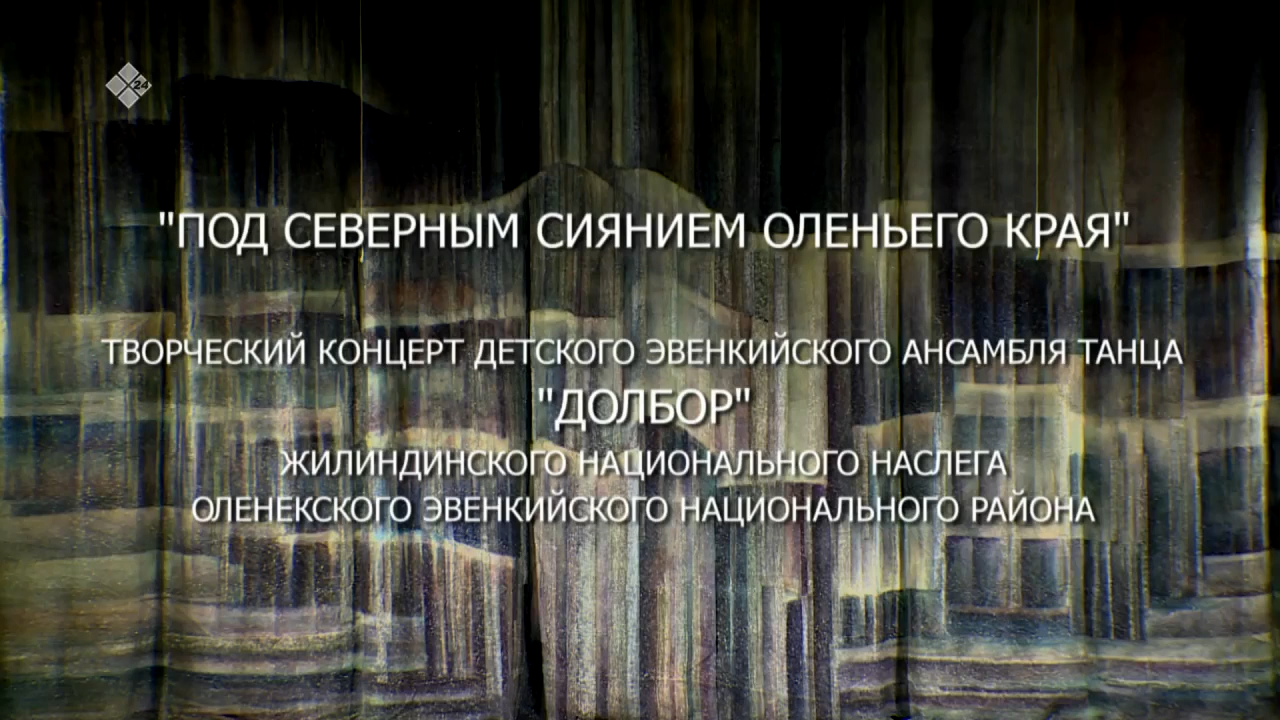 24
"ПОД СЕВЕРНЫМ СИЯНИЕМ ОЛЕНЬЕГО КРАЯ"
ТВОРЧЕСКИЙ КОНЦЕРТ ДЕТСКОГО ЭВЕНКИЙСКОГО АНСАМБЛЯ ТАНЦА
"ДОЛБОР"
ЖИЛИНДИНСКОГО НАЦИОНАЛЬНОГО НАСЛЕГА
ОЛЕНЕКСКОГО ЭВЕНКИЙСКОГО НАЦИОНАЛЬНОГО РАЙОНА